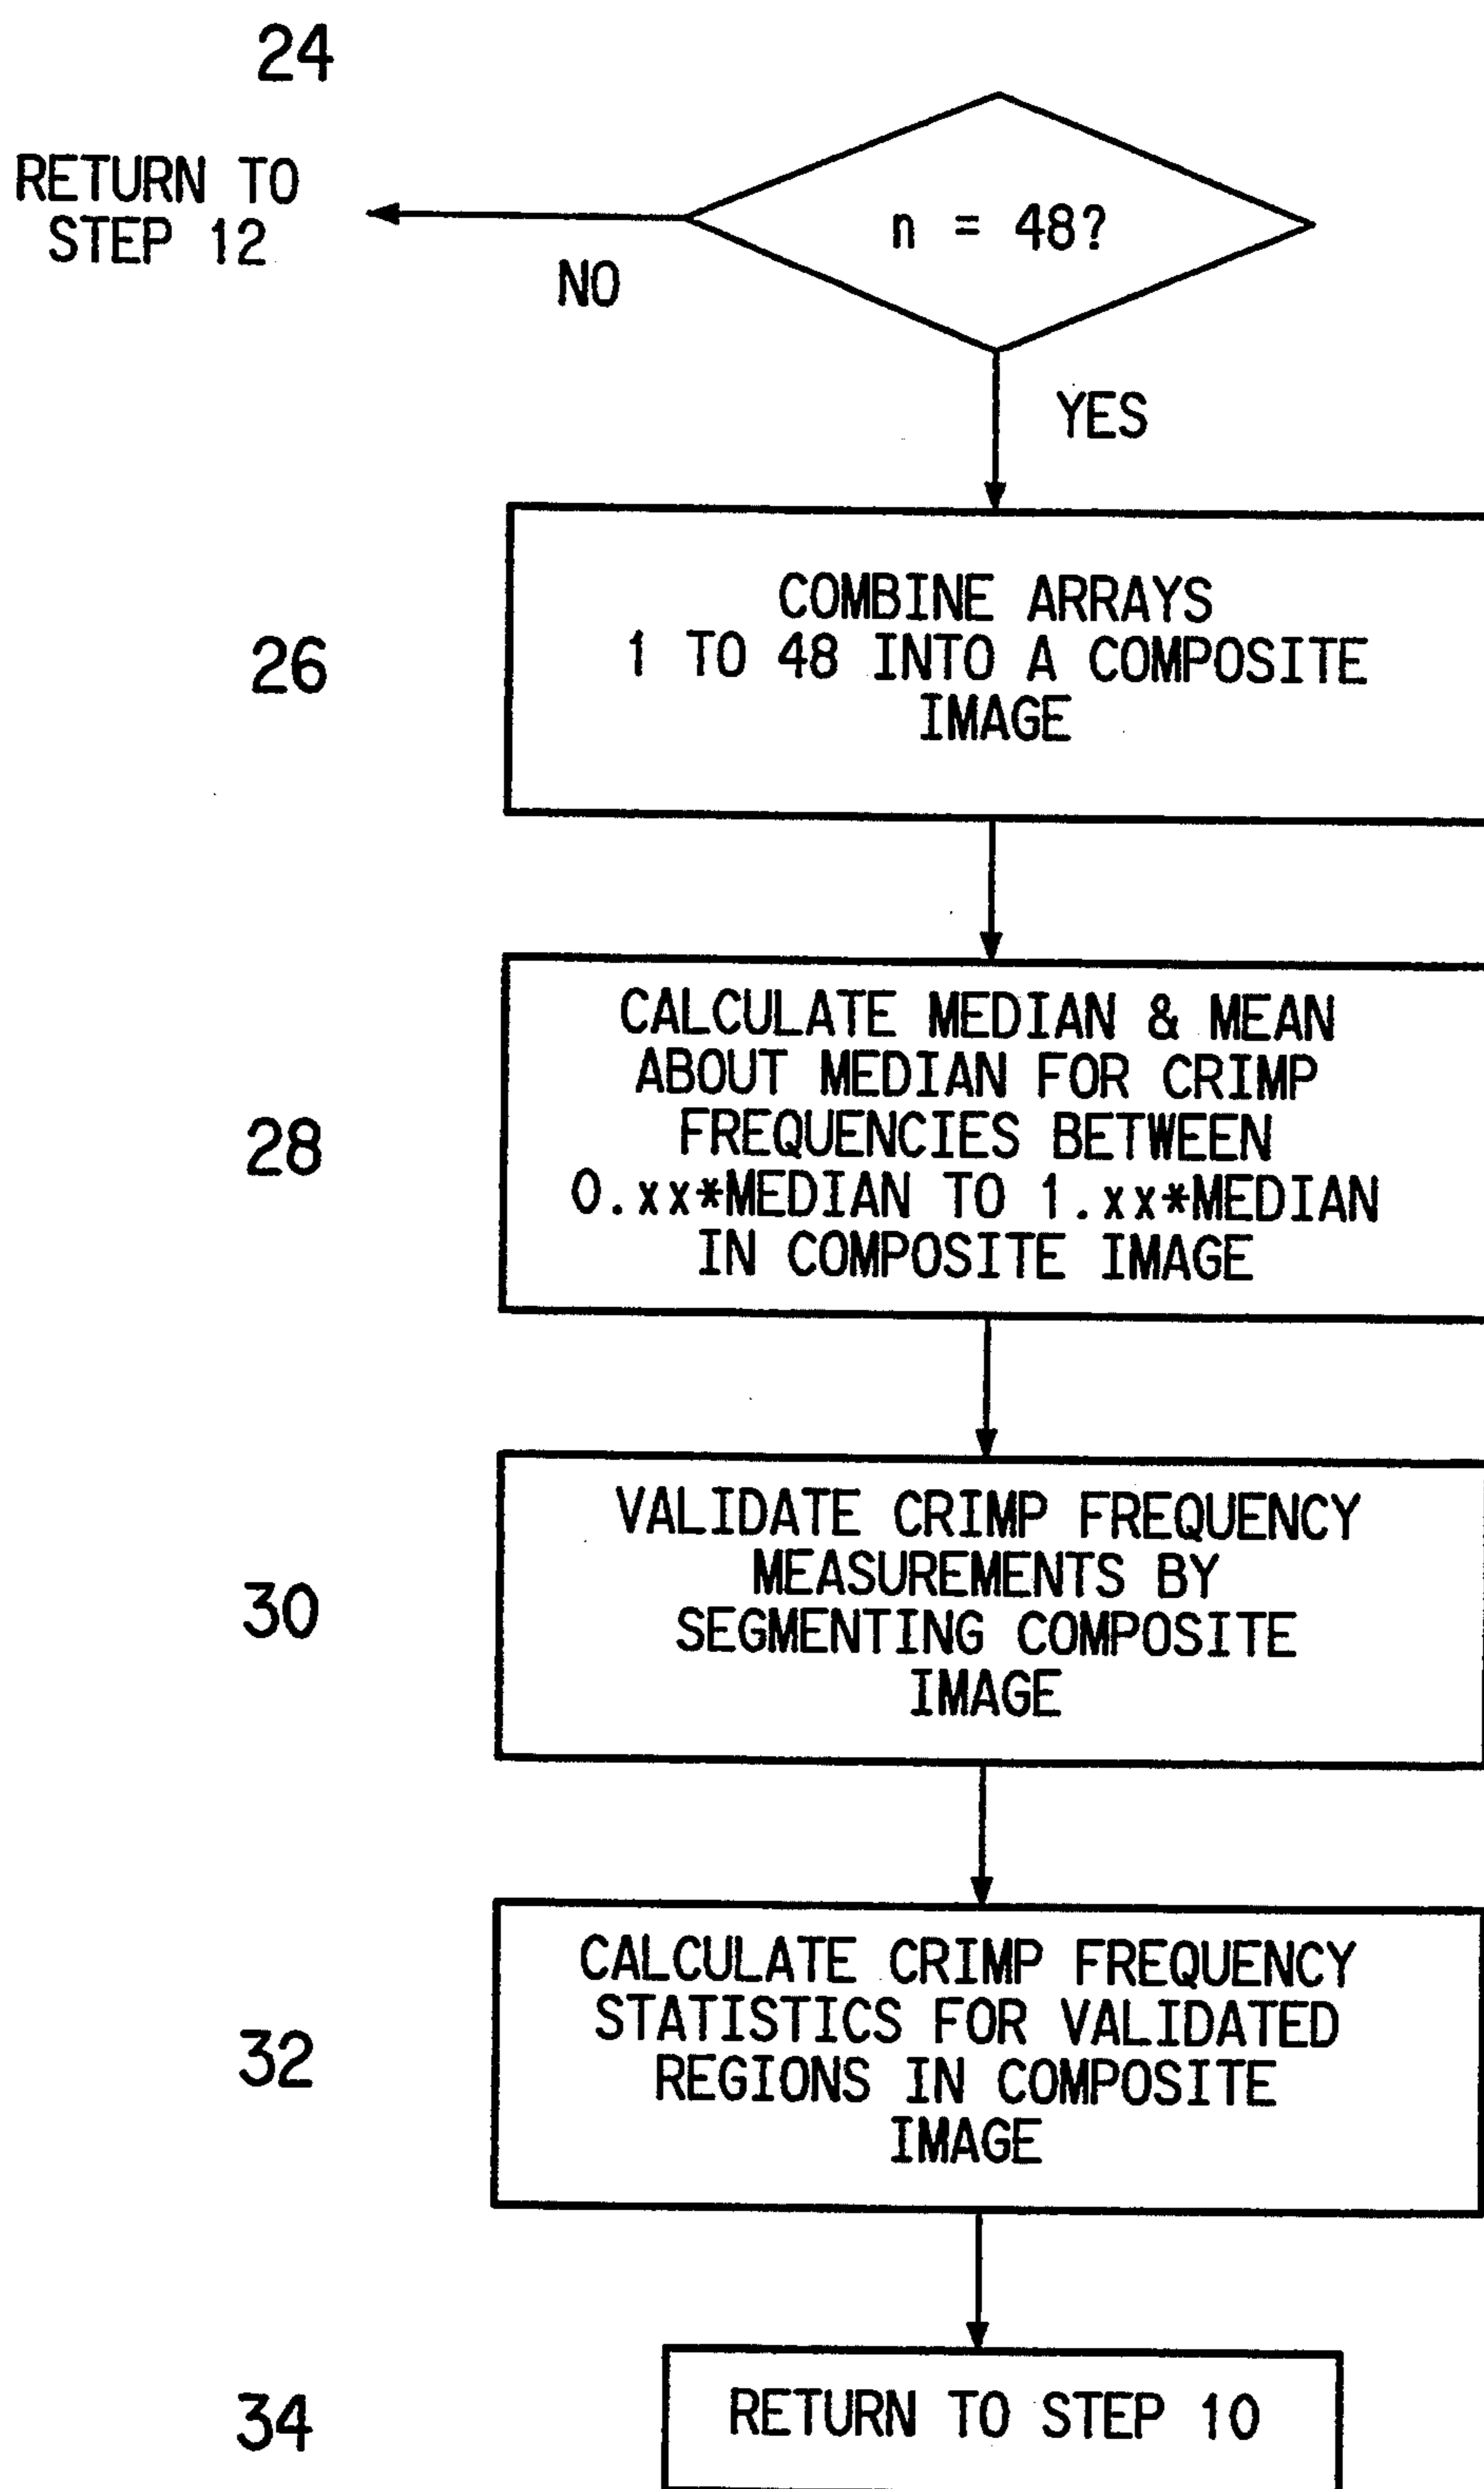 24
RETURN TO
STEP 12
n = 48?
NO
YES
26
COMBINE ARRAYS
1 TO 48 INTO A COMPOSITE
IMAGE
28
CALCULATE MEDIAN & MEAN
ABOUT MEDIAN FOR CRIMP
FREQUENCIES BETWEEN
0.xx*MEDIAN TO 1.xx*MEDIAN
IN COMPOSITE IMAGE
30
VALIDATE CRIMP FREQUENCY
MEASUREMENTS BY
SEGMENTING COMPOSITE
IMAGE
32
CALCULATE CRIMP FREQUENCY
STATISTICS FOR VALIDATED
REGIONS IN COMPOSITE
IMAGE
34
RETURN TO STEP 10